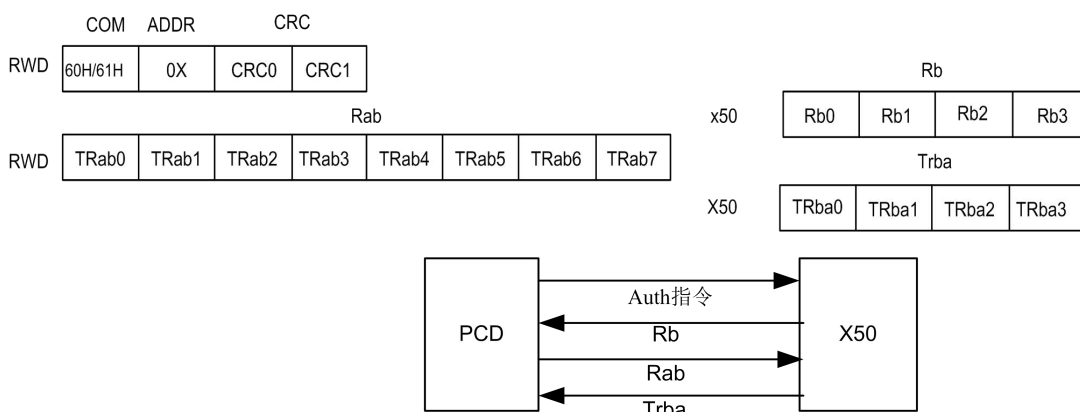 COM ADDR CRC
RWD 60H/61H 0X CRC0 CRC1
Rb
x50 Rb0 Rb1 Rb2 Rb3
Rab
RWD TRab0 TRab1 TRab2 TRab3 TRab4 TRab5 TRab6 TRab7
Trba
X50 TRba0 TRba1 TRba2 TRba3
Auth指令
PCD
Rb
X50
Rab
Trba